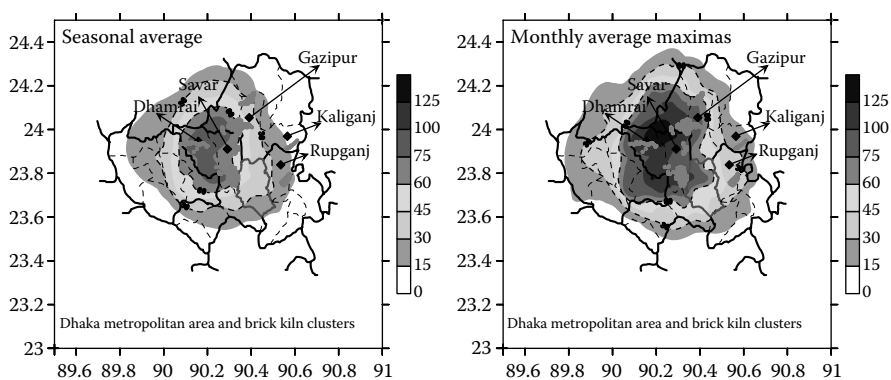 Seasonal average
24.4
24.2
24
23.8
23.6
23.4
23.2
23
Savar
Dhamrai
Gazipur
Kaliganj
Rupganj
125
100
75
60
45
30
15
0
Dhaka metropolitan area and brick kiln clusters
89.6 89.8 90 90.2 90.4 90.6 90.8 91
Monthly average maximas
24.4
24.2
24
23.8
23.6
23.4
23.2
23
Savar
Dhamrai
Gazipur
Kaliganj
Rupganj
125
100
75
60
45
30
15
0
Dhaka metropolitan area and brick kiln clusters
89.6 89.8 90 90.2 90.4 90.6 90.8 91